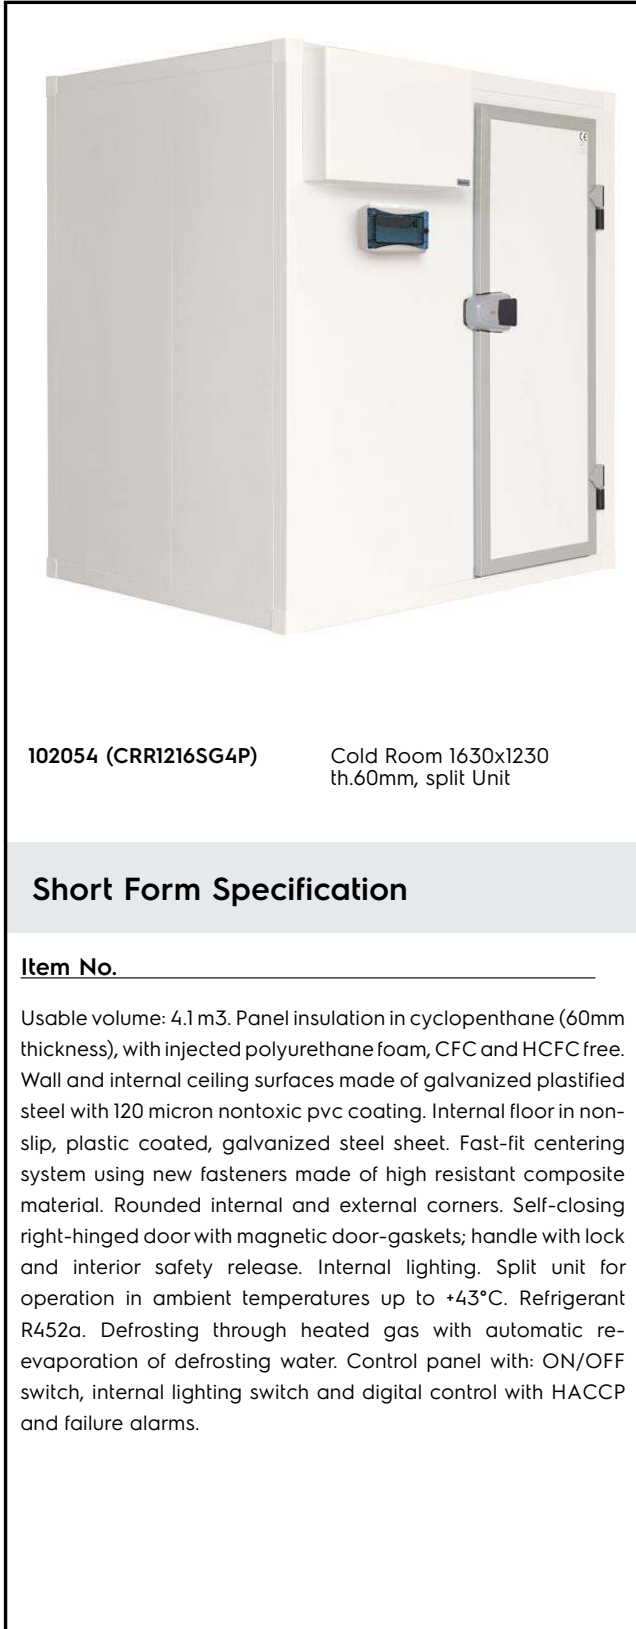 CE
102054 (CRR1216SG4P)
Cold Room 1630x1230
th.60mm, split Unit
Short Form Specification
Item No.
Usable volume: 4.1 m3. Panel insulation in cyclopenthane (60mm
thickness), with injected polyurethane foam, CFC and HCFC free.
Wall and internal ceiling surfaces made of galvanized plastified
steel with 120 micron nontoxic pvc coating. Internal floor in non-
slip, plastic coated, galvanized steel sheet. Fast-fit centering
system using new fasteners made of high resistant composite
material. Rounded internal and external corners. Self-closing
right-hinged door with magnetic door-gaskets; handle with lock
and interior safety release. Internal lighting. Split unit for
operation in ambient temperatures up to +43°C. Refrigerant
R452a. Defrosting through heated gas with automatic re-
evaporation of defrosting water. Control panel with: ON/OFF
switch, internal lighting switch and digital control with HACCP
and failure alarms.